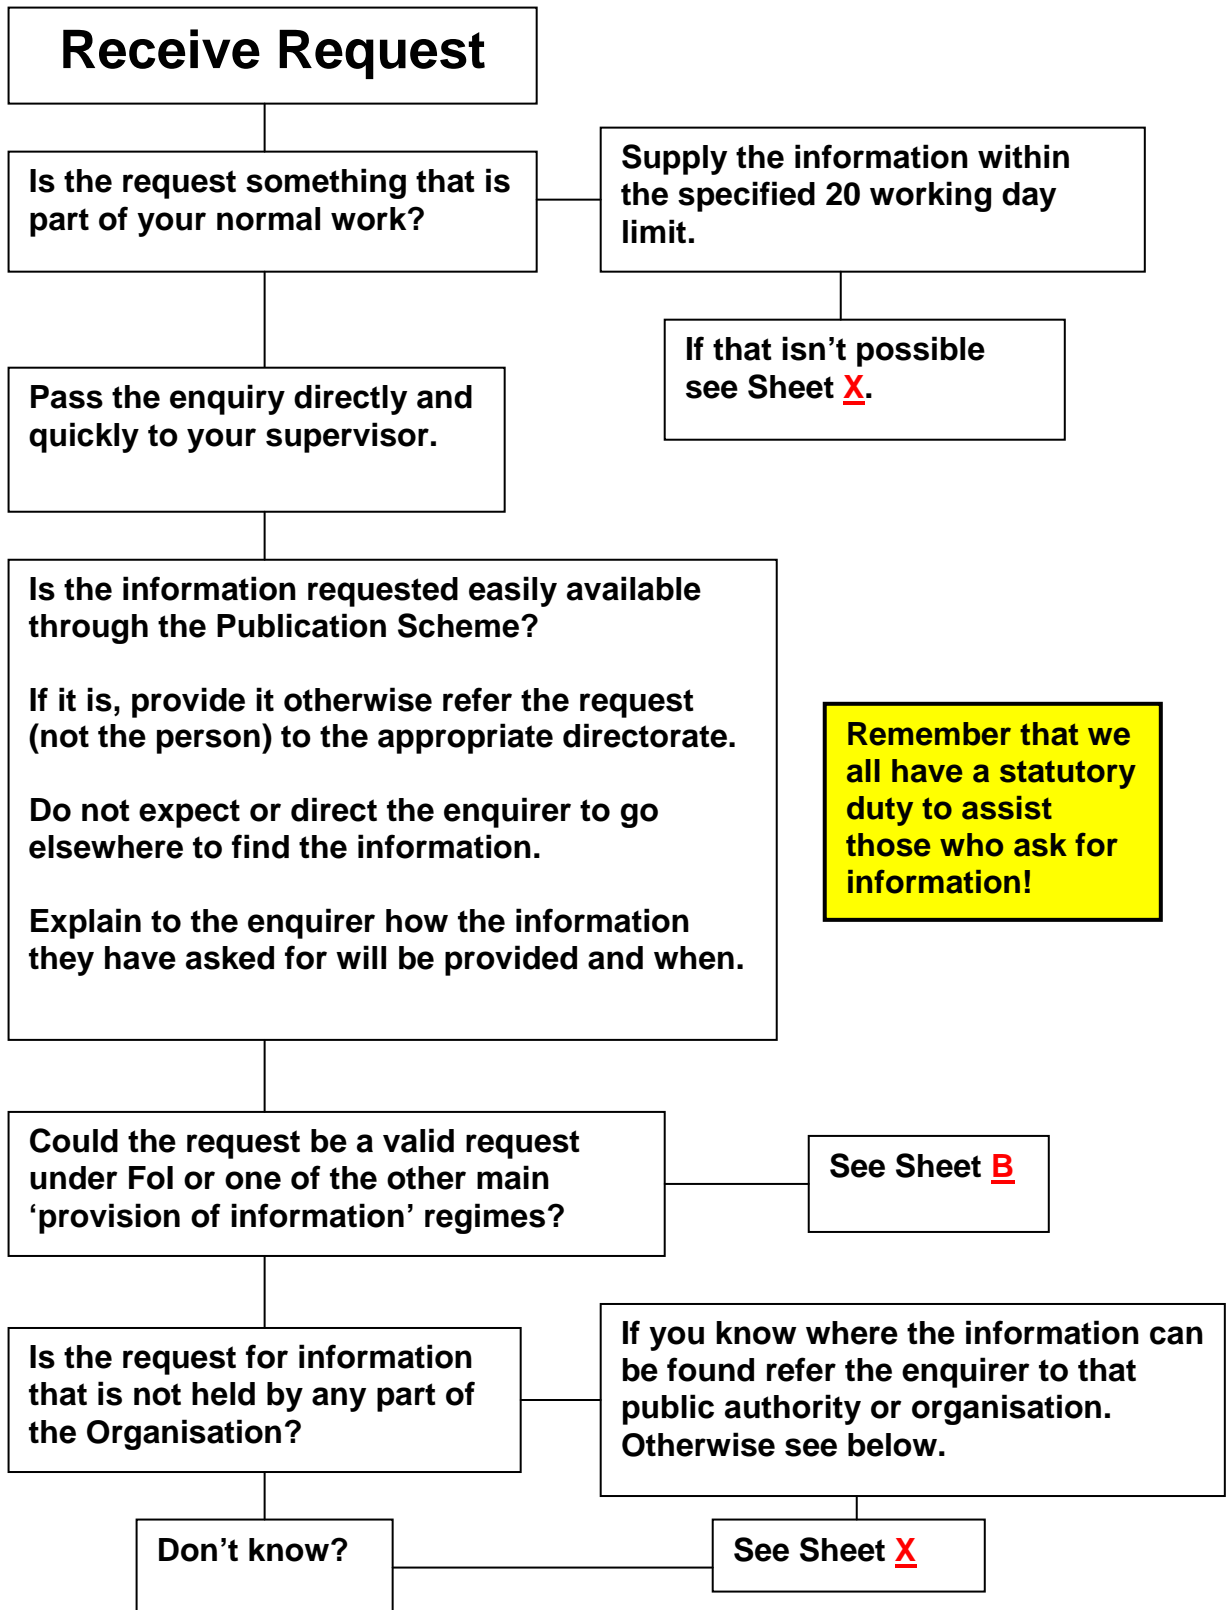 Receive Request
Is the request something that is
part of your normal work?
Supply the information within
the specified 20 working day
limit.
If that isn’t possible
see Sheet X.
Pass the enquiry directly and
quickly to your supervisor.
Is the information requested easily available
through the Publication Scheme?
If it is, provide it otherwise refer the request
(not the person) to the appropriate directorate.
Do not expect or direct the enquirer to go
elsewhere to find the information.
Explain to the enquirer how the information
they have asked for will be provided and when.
Remember that we
all have a statutory
duty to assist
those who ask for
information!
Could the request be a valid request
under FoI or one of the other main
‘provision of information’ regimes?
See Sheet B
Is the request for information
that is not held by any part of
the Organisation?
If you know where the information can
be found refer the enquirer to that
public authority or organisation.
Otherwise see below.
Don’t know?
See Sheet X